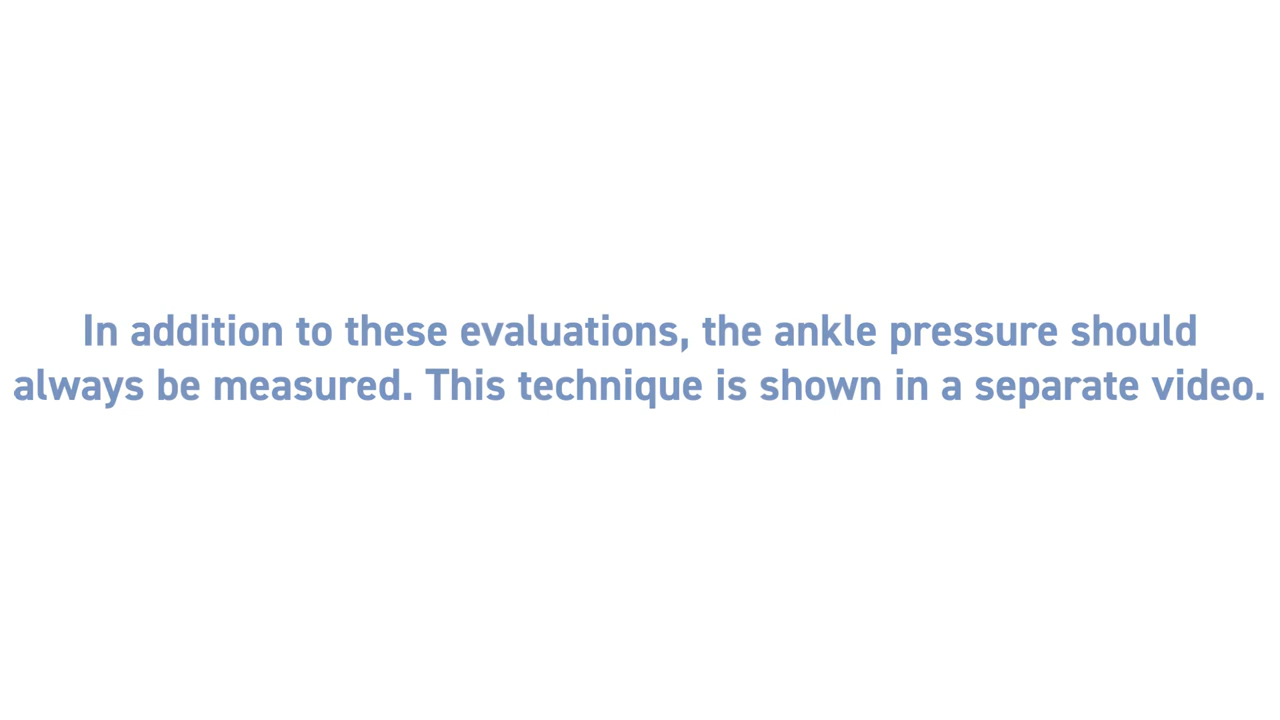 In addition to these evaluations, the ankle pressure should
always be measured. This technique is shown in a separate video.